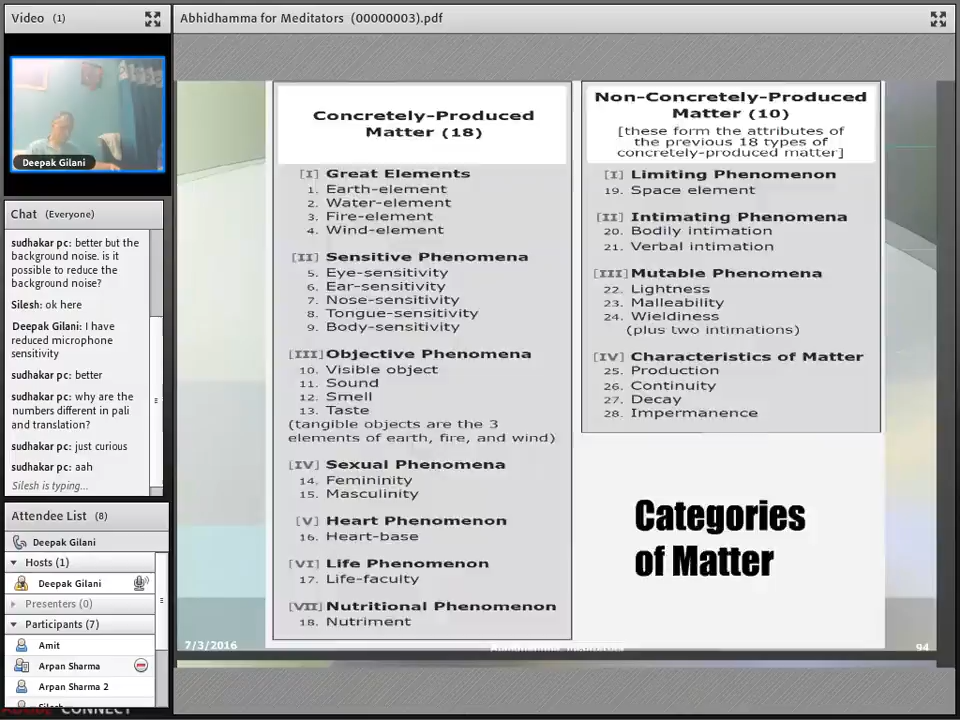 Video (1)
Deepak Gilani
Chat (Everyone)
sudhakar pc: better but the
background noise. is it
possible to reduce the
background noise?
Silesh: ok here
Deepak Gilani: I have
reduced microphone
sensitivity
sudhakar pc: better
sudhakar pc: why are the
numbers different in pali
and translation?
sudhakar pc: just curious
sudhakar pc: aah
Silesh is typing...
Attendee List (8)
Deepak Gilani
Hosts (1)
Deepak Gilani
Presenters (0)
Participants (7)
Amit
Arpan Sharma
Arpan Sharma 2
Silesh
CONNECT
Abhidhamma for Meditators (00000003).pdf
Concretely-Produced
Matter (18)
[I] Great Elements
1. Earth-element
2. Water-element
3. Fire-element
4. Wind-element
[II] Sensitive Phenomena
5. Eye-sensitivity
6. Ear-sensitivity
7. Nose-sensitivity
8. Tongue-sensitivity
9. Body-sensitivity
[III] Objective Phenomena
10. Visible object
11. Sound
12. Smell
13. Taste
(tangible objects are the 3
elements of earth, fire, and wind)
[IV] Sexual Phenomena
14. Femininity
15. Masculinity
[V] Heart Phenomenon
16. Heart-base
[VI] Life Phenomenon
17. Life-faculty
[VII] Nutritional Phenomenon
18. Nutriment
Non-Concretely-Produced
Matter (10)
[these form the attributes of
the previous 18 types of
concretely-produced matter]
[I] Limiting Phenomenon
19. Space element
[II] Intimating Phenomena
20. Bodily intimation
21. Verbal intimation
[III] Mutable Phenomena
22. Lightness
23. Malleability
24. Wieldiness
(plus two intimations)
[IV] Characteristics of Matter
25. Production
26. Continuity
27. Decay
28. Impermanence
Categories
of Matter
7/3/2016
94